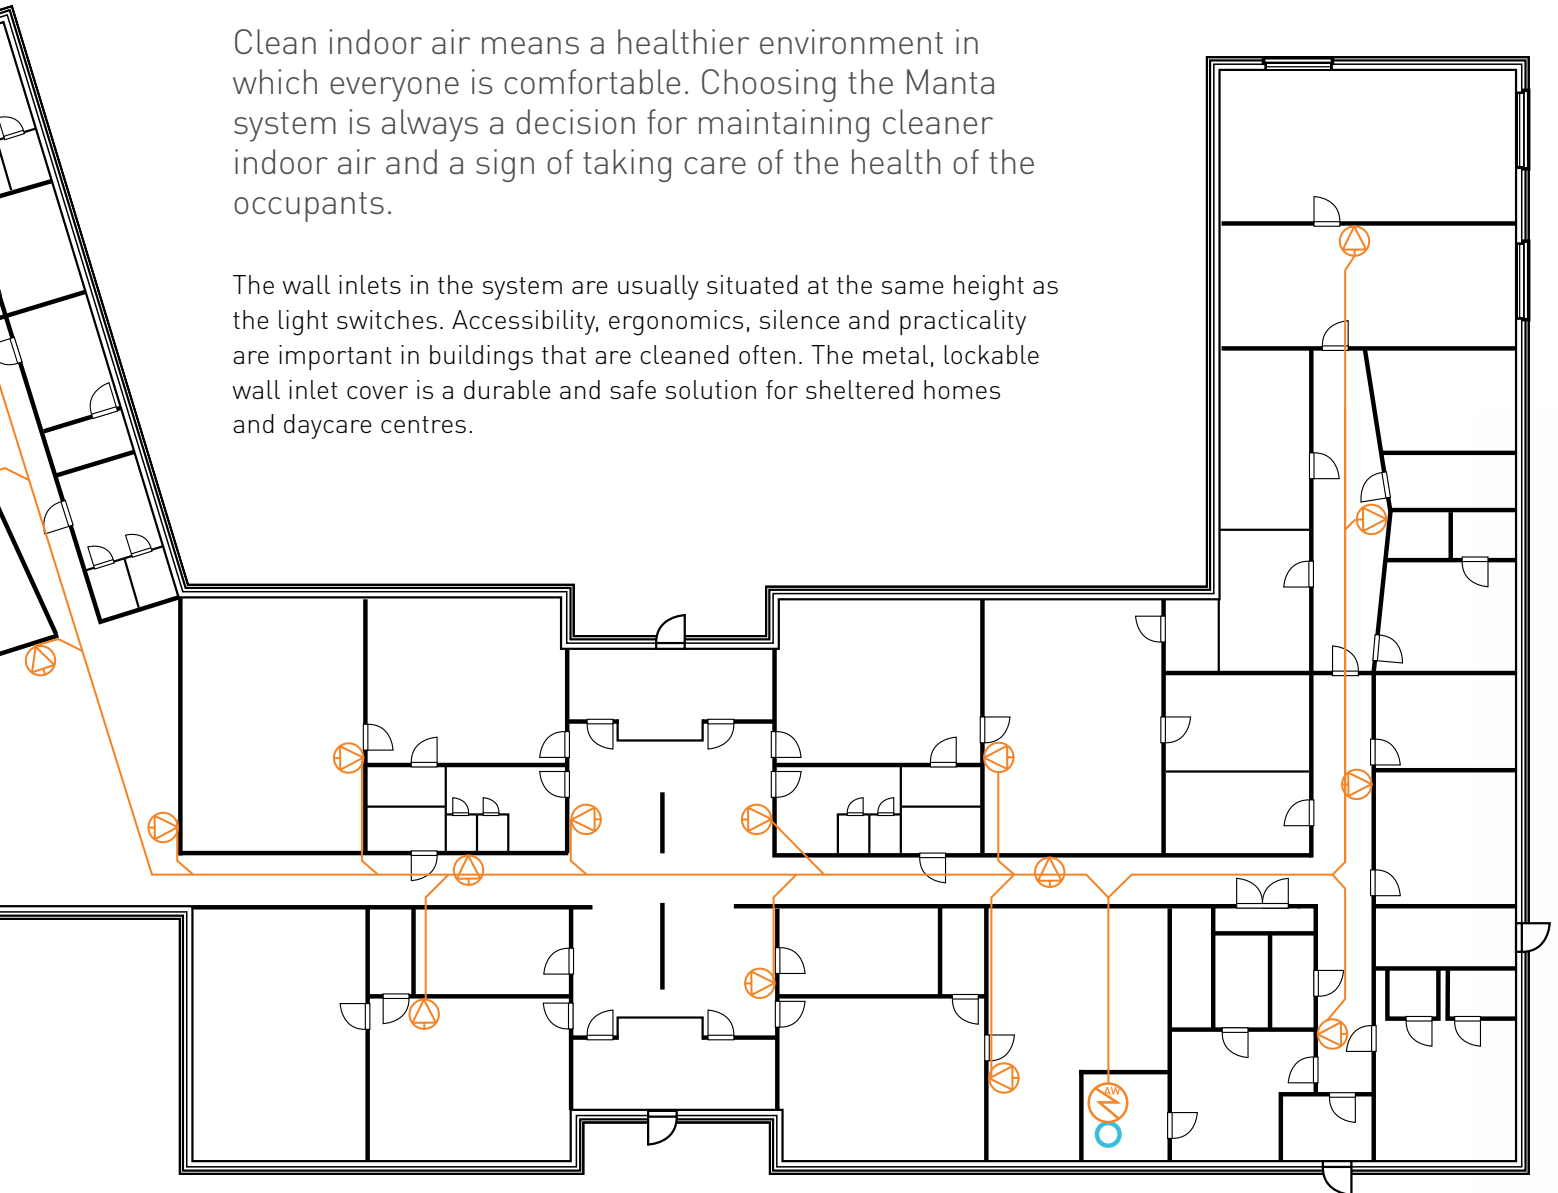 Clean indoor air means a healthier environment in
which everyone is comfortable. Choosing the Manta
system is always a decision for maintaining cleaner
indoor air and a sign of taking care of the health of the
occupants.
The wall inlets in the system are usually situated at the same height as
the light switches. Accessibility, ergonomics, silence and practicality
are important in buildings that are cleaned often. The metal, lockable
wall inlet cover is a durable and safe solution for sheltered homes
and daycare centres.
AW